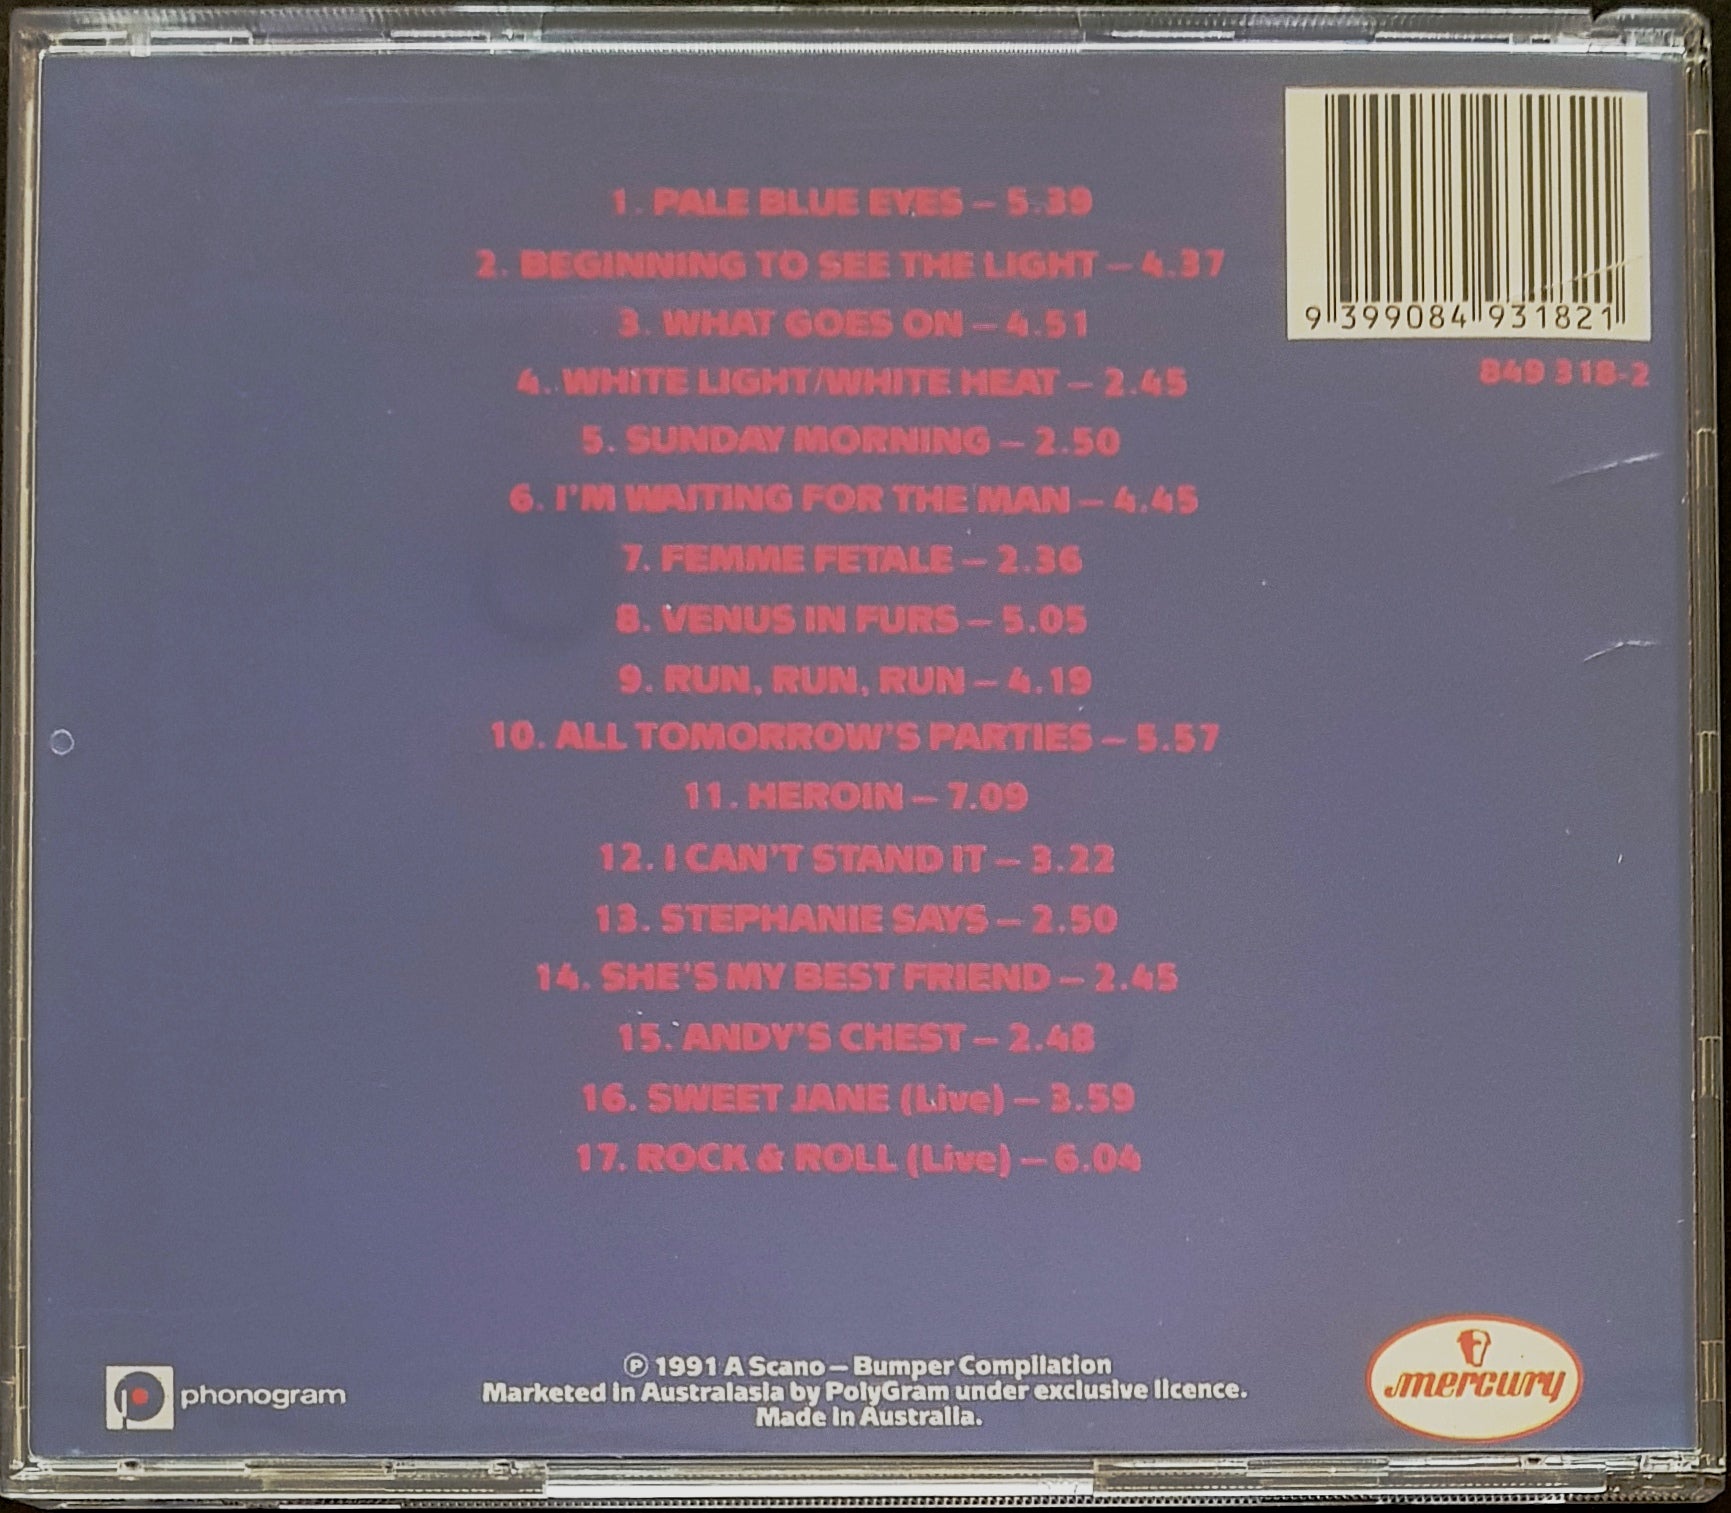 1. PALE BLUE EYES – 5.39
2. BEGINNING TO SEE THE LIGHT – 4.37
3. WHAT GOES ON – 4.51
4. WHITE LIGHT/WHITE HEAT – 2.45
5. SUNDAY MORNING – 2.50
6. I'M WAITING FOR THE MAN – 4.45
7. FEMME FETALE – 2.36
8. VENUS IN FURS – 5.05
9. RUN, RUN, RUN – 4.19
10. ALL TOMORROW'S PARTIES – 5.57
11. HEROIN – 7.09
12. I CAN'T STAND IT – 3.22
13. STEPHANIE SAYS – 2.50
14. SHE'S MY BEST FRIEND – 2.45
15. ANDY'S CHEST – 2.48
16. SWEET JANE (Live) – 3.59
17. ROCK & ROLL (Live) – 6.04
9 399084 931821
849 318-2
phonogram
℗ 1991 A Scano – Bumper Compilation
Marketed in Australasia by PolyGram under exclusive licence.
Made in Australia.
mercury